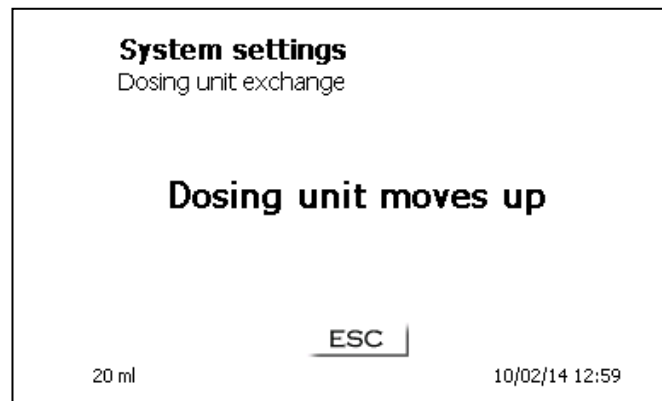 System settings
Dosing unit exchange
Dosing unit moves up
ESC
20 ml 10/02/14 12:59